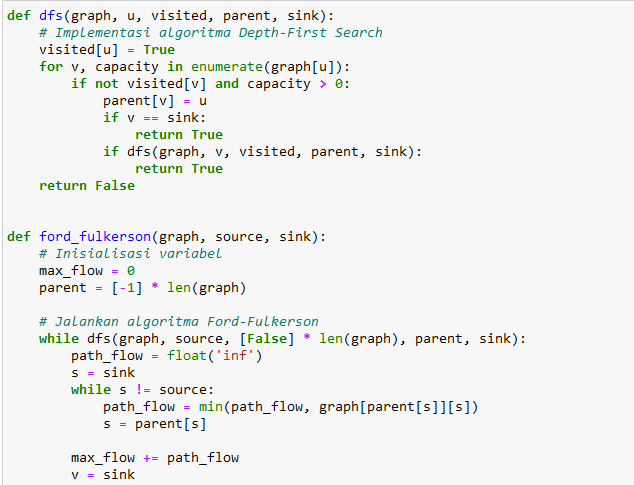 def dfs(graph, u, visited, parent, sink):
    # Implementasi algoritma Depth-First Search
    visited[u] = True
    for v, capacity in enumerate(graph[u]):
        if not visited[v] and capacity > 0:
            parent[v] = u
            if v == sink:
                return True
            if dfs(graph, v, visited, parent, sink):
                return True
    return False

def ford_fulkerson(graph, source, sink):
    # Inisialisasi variabel
    max_flow = 0
    parent = [-1] * len(graph)

    # Jalankan algoritma Ford-Fulkerson
    while dfs(graph, source, [False] * len(graph), parent, sink):
        path_flow = float('inf')
        s = sink
        while s != source:
            path_flow = min(path_flow, graph[parent[s]][s])
            s = parent[s]

        max_flow += path_flow
        v = sink